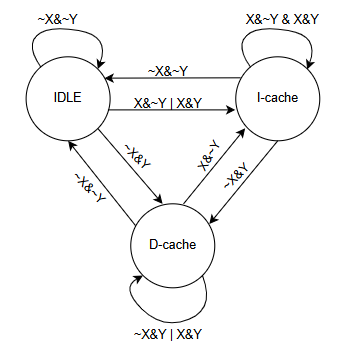 ~X&~Y
X&~Y & X&Y
IDLE
~X&~Y
X&~Y | X&Y
I-cache
~X&Y
X&~Y
~X&~Y
~X&Y
D-cache
~X&Y | X&Y